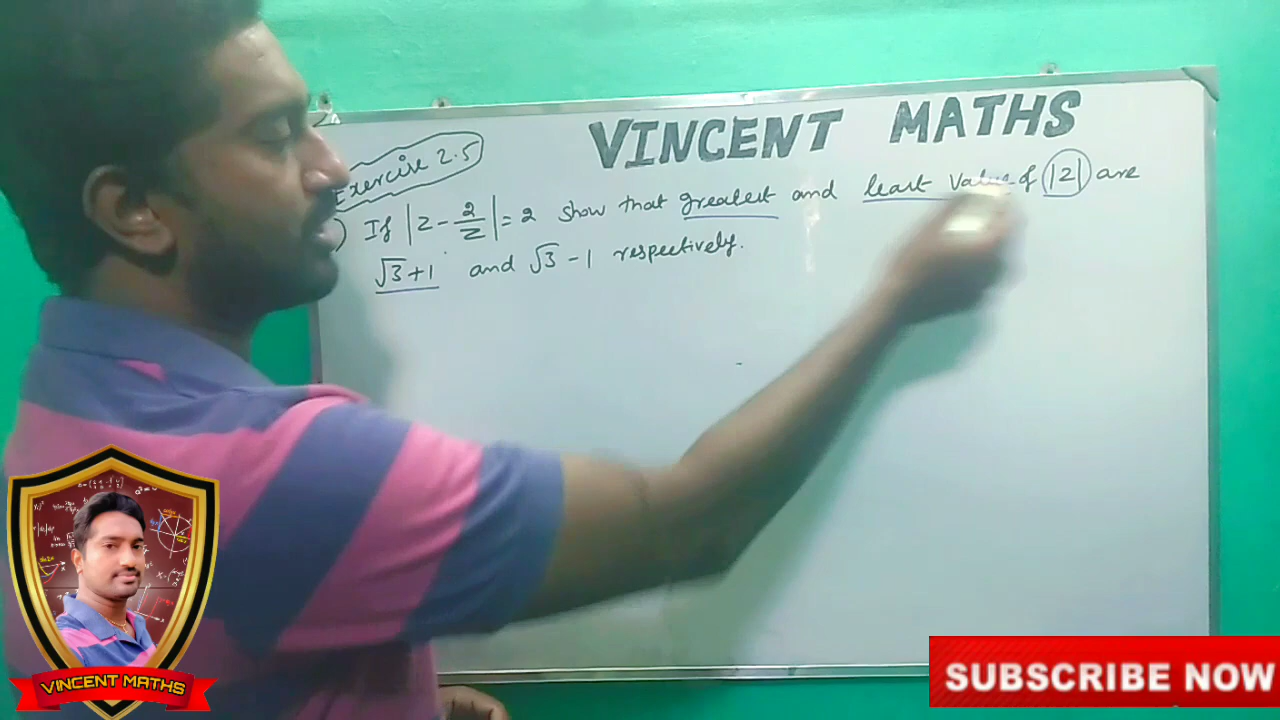 VINCENT MATHS
Exercise 2.5
) If |z - 2/z| = 2 show that greatest and least value of |z| are
√3+1 and √3-1 respectively.
VINCENT MATHS
SUBSCRIBE NOW